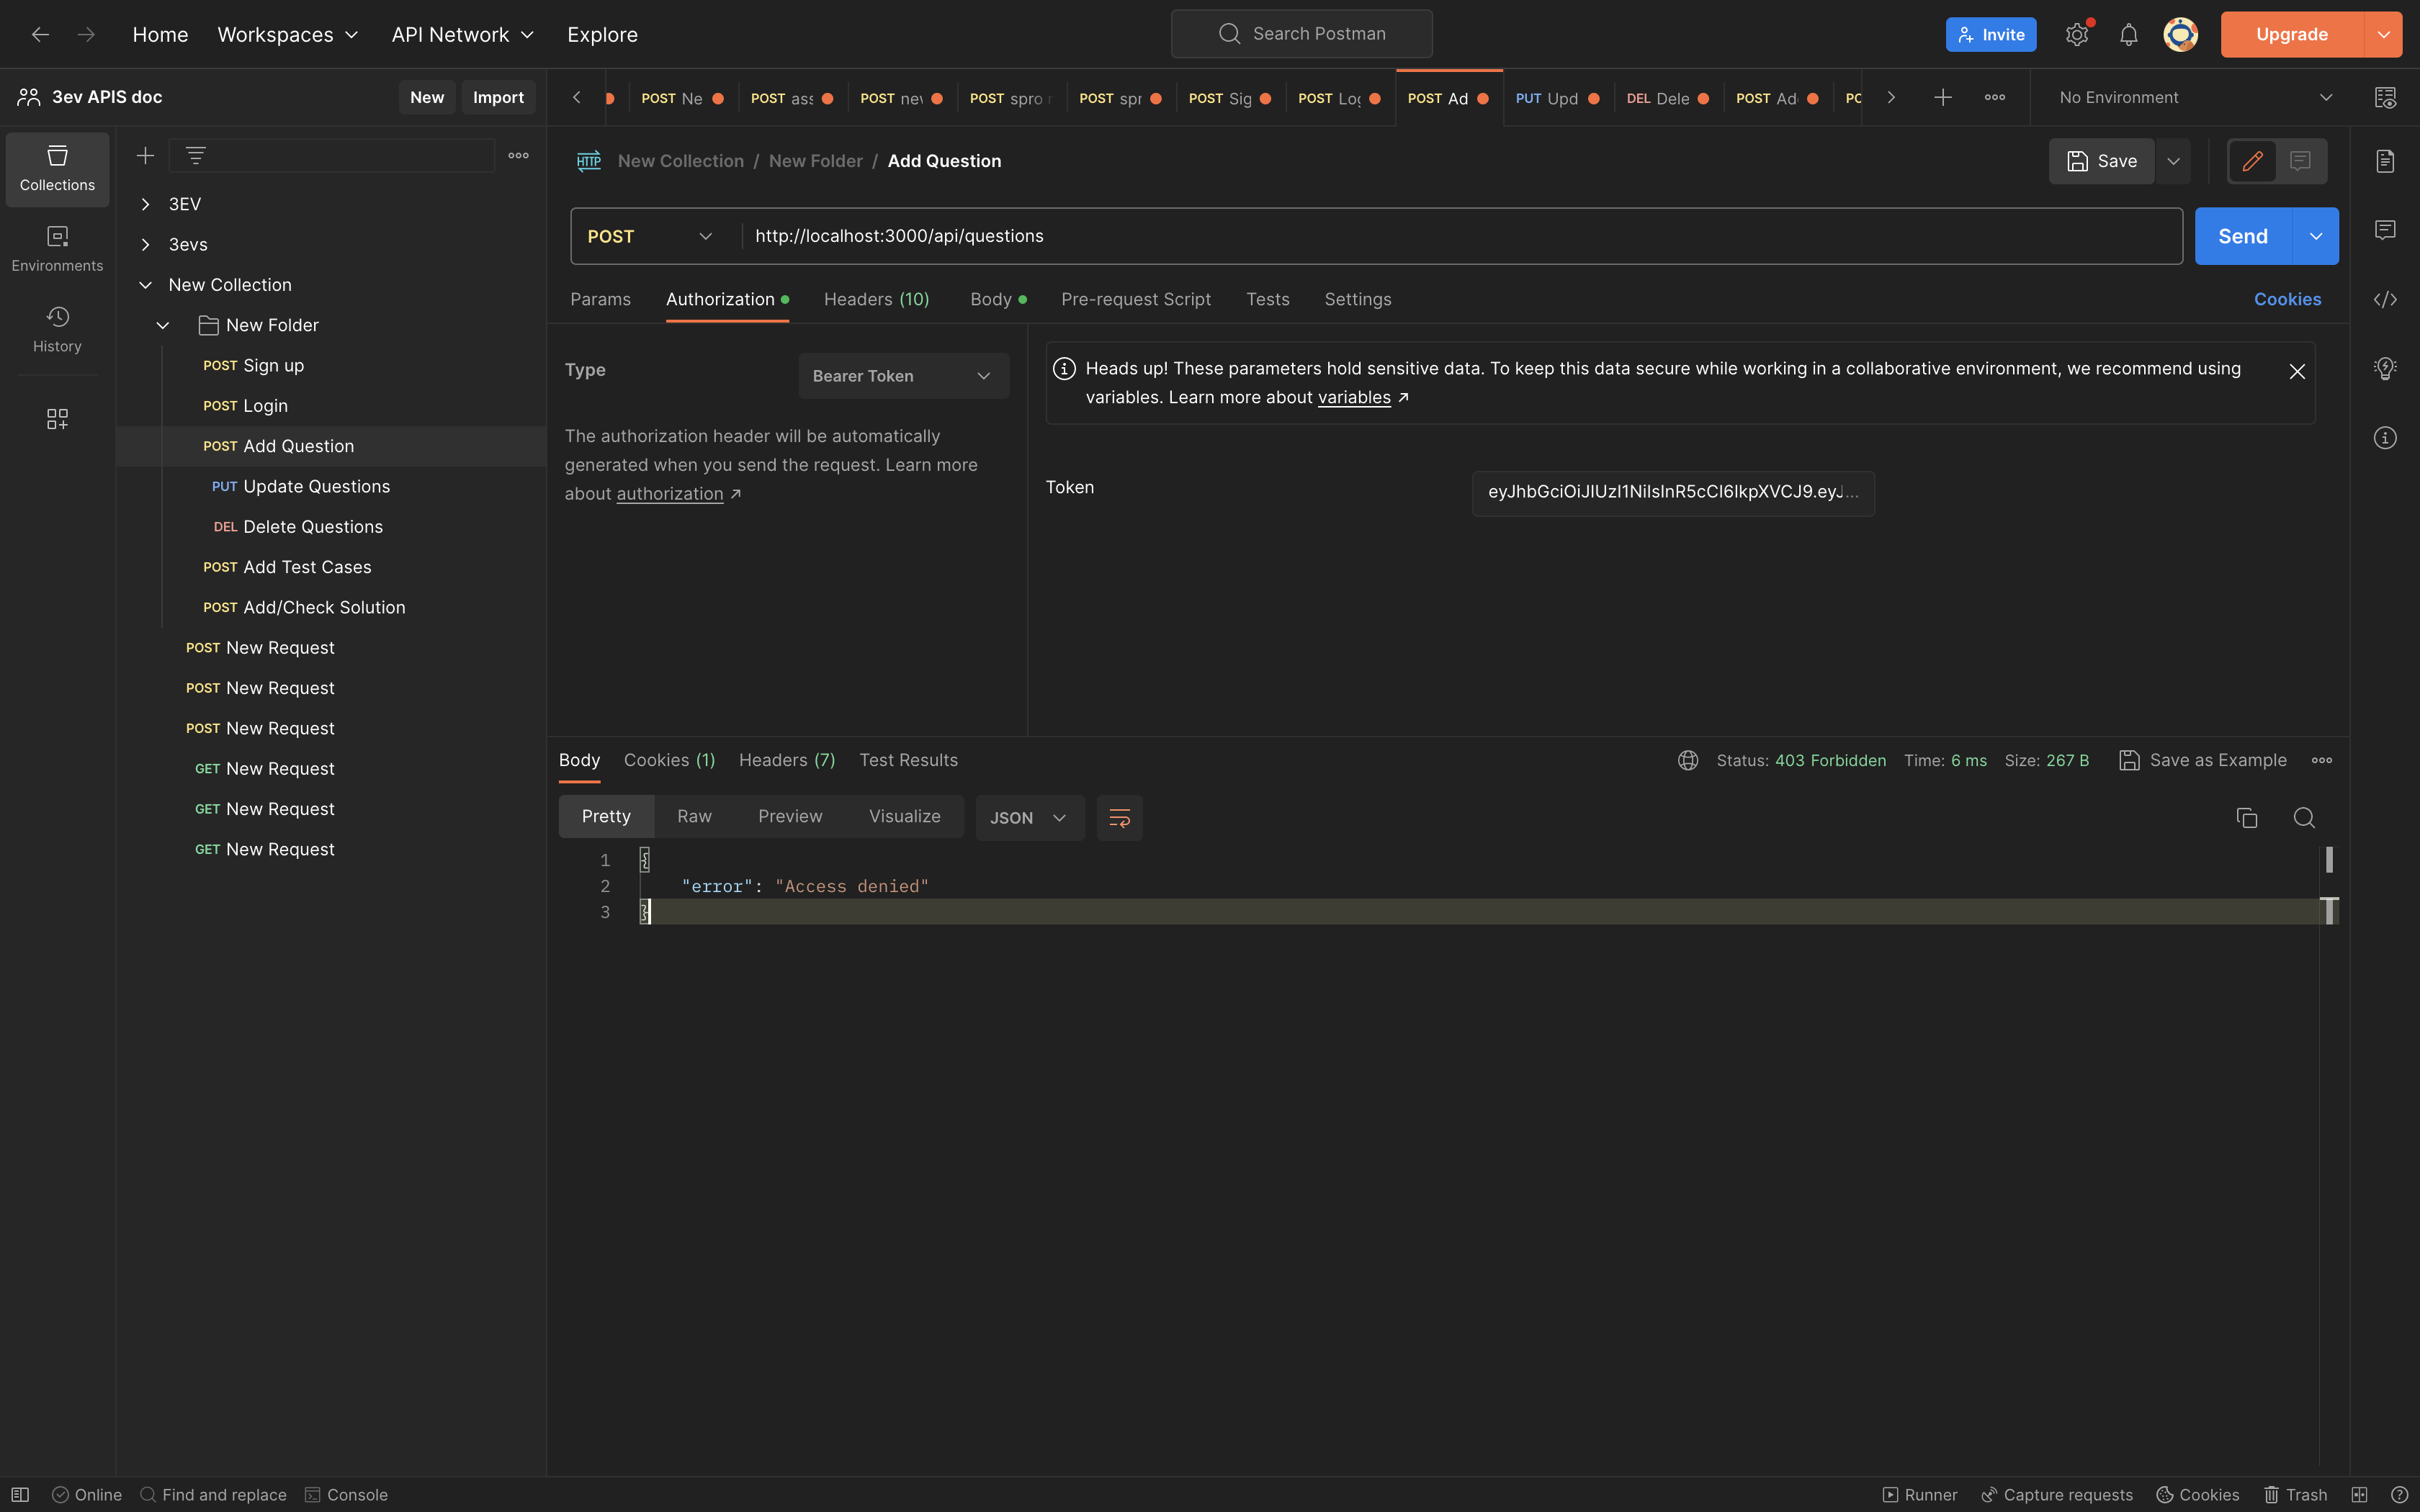 Home Workspaces API Network Explore Search Postman Invite Upgrade
3ev APIS doc New Import
POST Ne POST POST POST spro POST spr POST Sig POST POST Ad PUT Upd DEL Dele POST No Environment
Collections
Environments
History
3EV
3evs
New Collection
New Folder
POST Sign up
POST Login
POST Add Question
PUT Update Questions
DEL Delete Questions
POST Add Test Cases
POST Add/Check Solution
POST New Request
POST New Request
POST New Request
GET New Request
GET New Request
GET New Request
HTTP New Collection / New Folder / Add Question Save
POST http://localhost:3000/api/questions Send
Params Authorization Headers (10) Body Pre-request Script Tests Settings Cookies
Type Bearer Token
The authorization header will be automatically
generated when you send the request. Learn more
about authorization ↗
Heads up! These parameters hold sensitive data. To keep this data secure while working in a collaborative environment, we recommend using
variables. Learn more about variables ↗
Token eyJhbGciOiJIUzI1NiIsInR5cCI6IkpXVCJ9.eyJ...
Body Cookies (1) Headers (7) Test Results Status: 403 Forbidden Time: 6 ms Size: 267 B Save as Example
Pretty Raw Preview Visualize JSON
1 {
2 "error": "Access denied"
3 }
Online Find and replace Console Runner Capture requests Cookies Trash